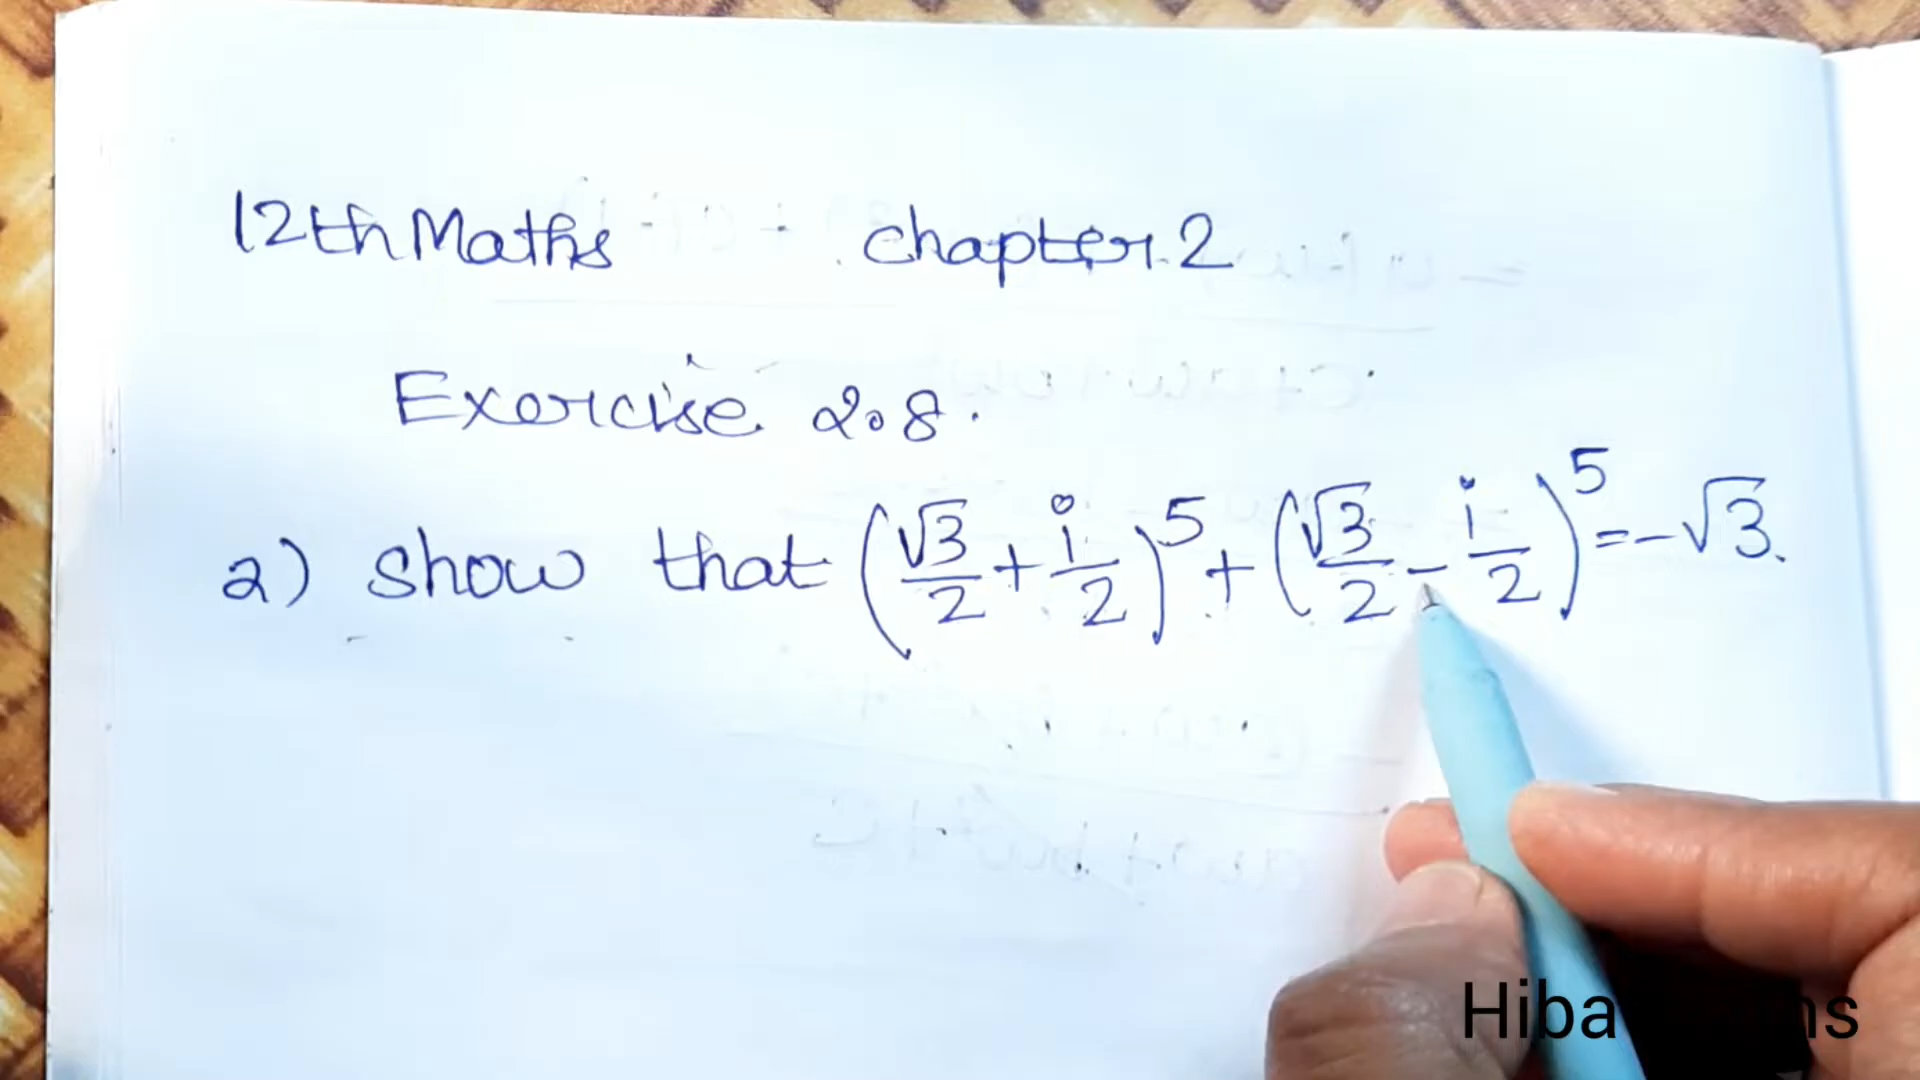 12th Maths chapter 2
Exercise 2.8.
2) show that (√3/2 + i/2)^5 + (√3/2 - i/2)^5 = -√3.
Hiba